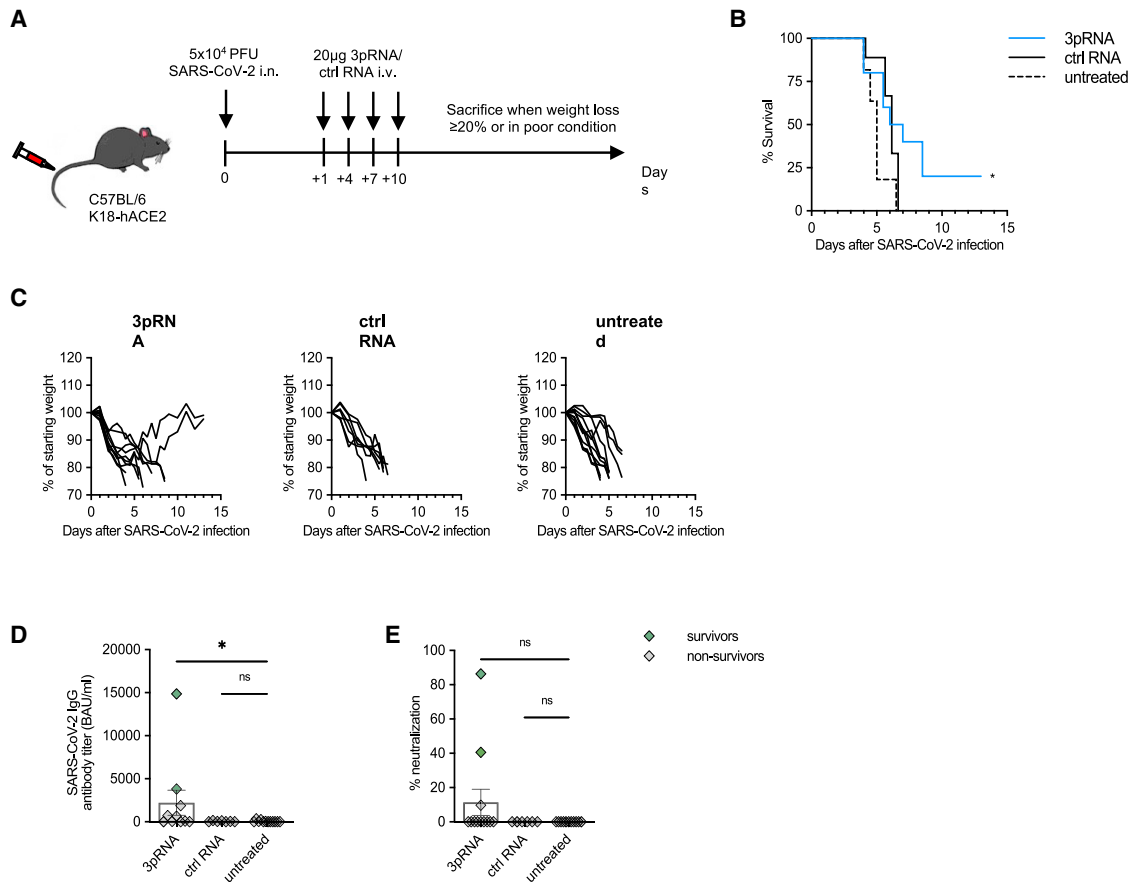 A
5x10⁴ PFU
SARS-CoV-2 i.n.
20µg 3pRNA/
ctrl RNA i.v.
Sacrifice when weight loss
≥20% or in poor condition
0
+1
+4
+7
+10
Day
s
C57BL/6
K18-hACE2
B
100
75
50
25
0
% Survival
0
5
10
15
Days after SARS-CoV-2 infection
*
3pRNA
ctrl RNA
untreated
C
3pRN
A
120
110
100
90
80
70
% of starting weight
0
5
10
15
Days after SARS-CoV-2 infection
ctrl
RNA
120
110
100
90
80
70
% of starting weight
0
5
10
15
Days after SARS-CoV-2 infection
untreate
d
120
110
100
90
80
70
% of starting weight
0
5
10
15
Days after SARS-CoV-2 infection
D
20000
15000
10000
5000
0
SARS-CoV-2 IgG
antibody titer (BAU/ml)
*
ns
3pRNA
ctrl RNA
untreated
E
100
80
60
40
20
0
% neutralization
ns
ns
3pRNA
ctrl RNA
untreated
survivors
non-survivors